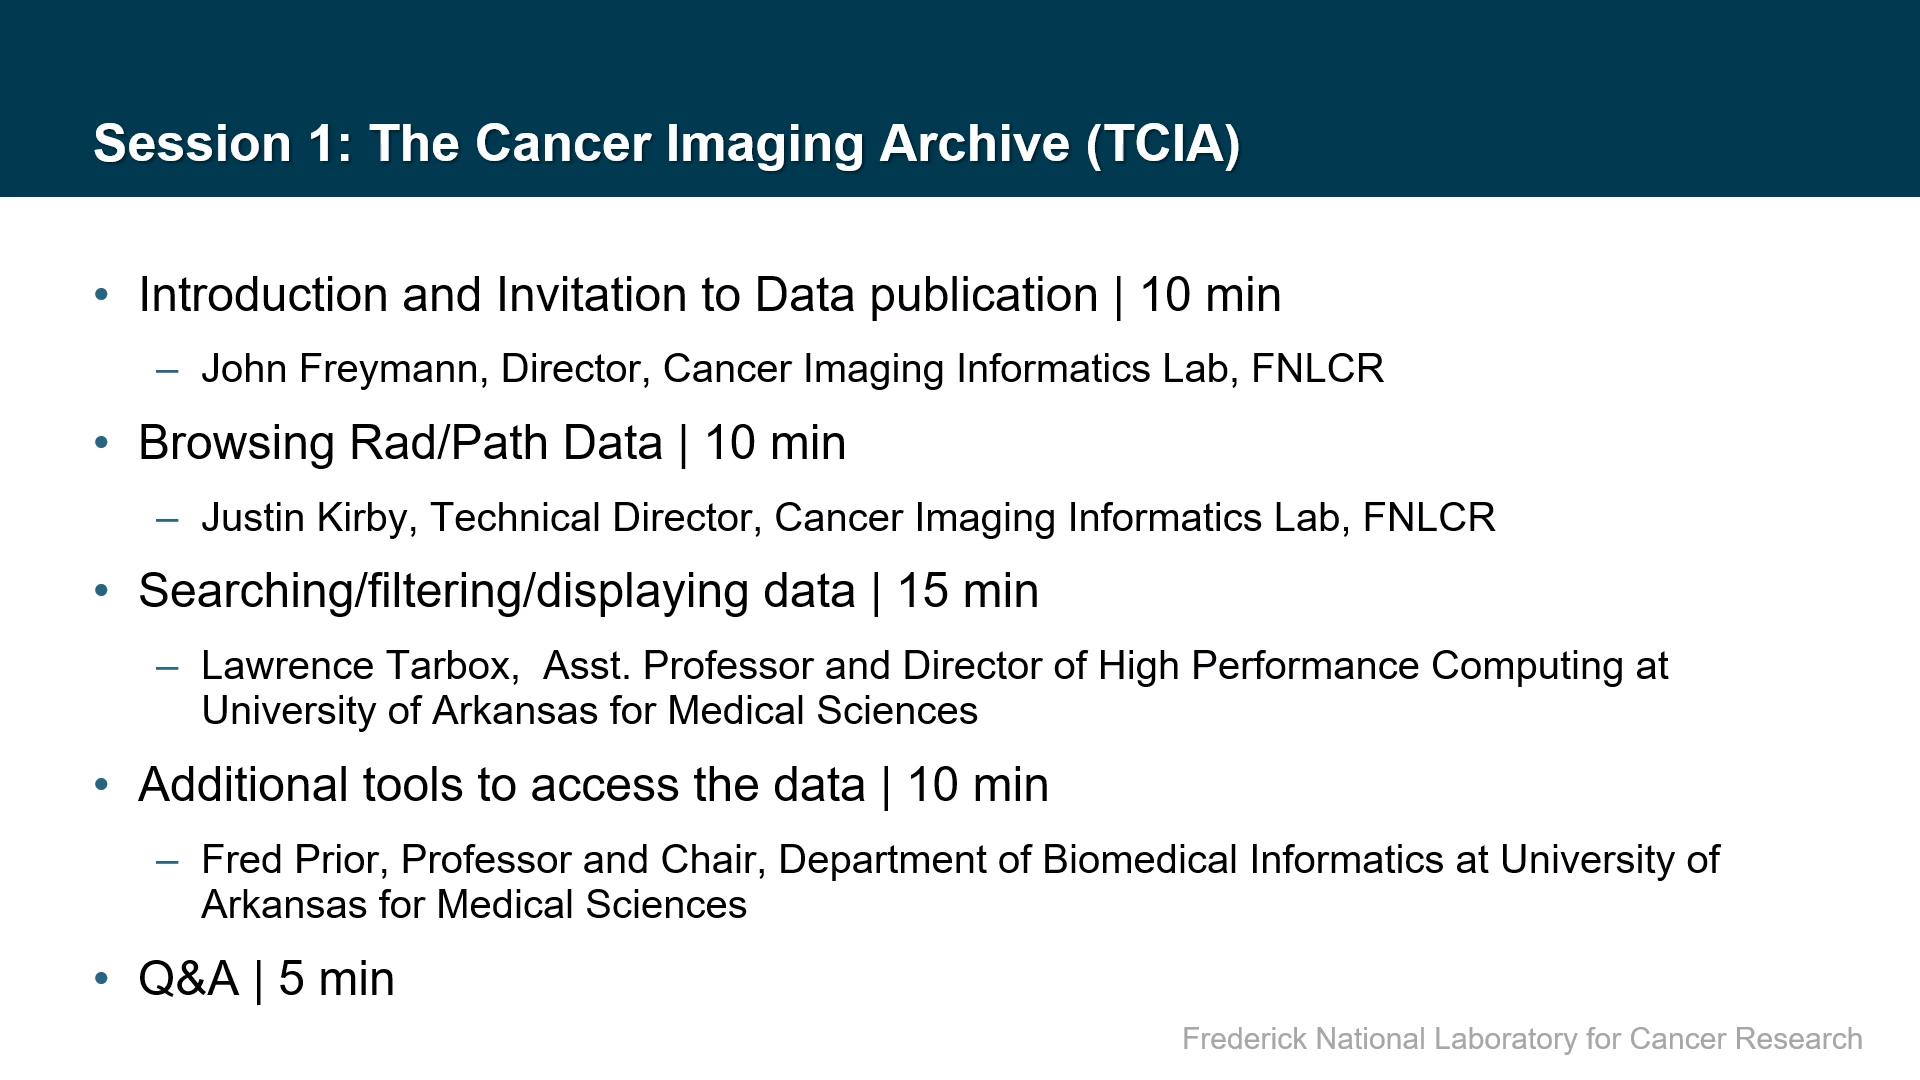 Session 1: The Cancer Imaging Archive (TCIA)
• Introduction and Invitation to Data publication | 10 min
– John Freymann, Director, Cancer Imaging Informatics Lab, FNLCR
• Browsing Rad/Path Data | 10 min
– Justin Kirby, Technical Director, Cancer Imaging Informatics Lab, FNLCR
• Searching/filtering/displaying data | 15 min
– Lawrence Tarbox,  Asst. Professor and Director of High Performance Computing at
University of Arkansas for Medical Sciences
• Additional tools to access the data | 10 min
– Fred Prior, Professor and Chair, Department of Biomedical Informatics at University of
Arkansas for Medical Sciences
• Q&A | 5 min
Frederick National Laboratory for Cancer Research